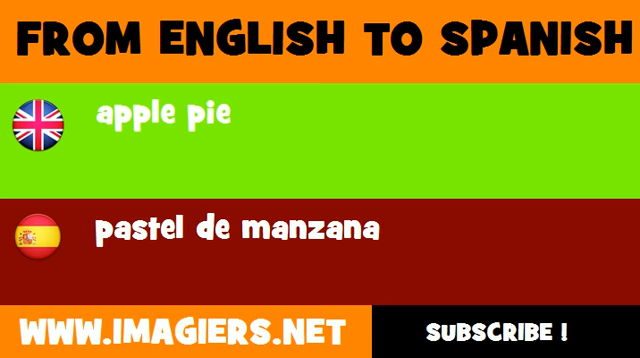 FROM ENGLISH TO SPANISH
apple pie
pastel de manzana
WWW.IMAGIERS.NET
SUBSCRIBE !